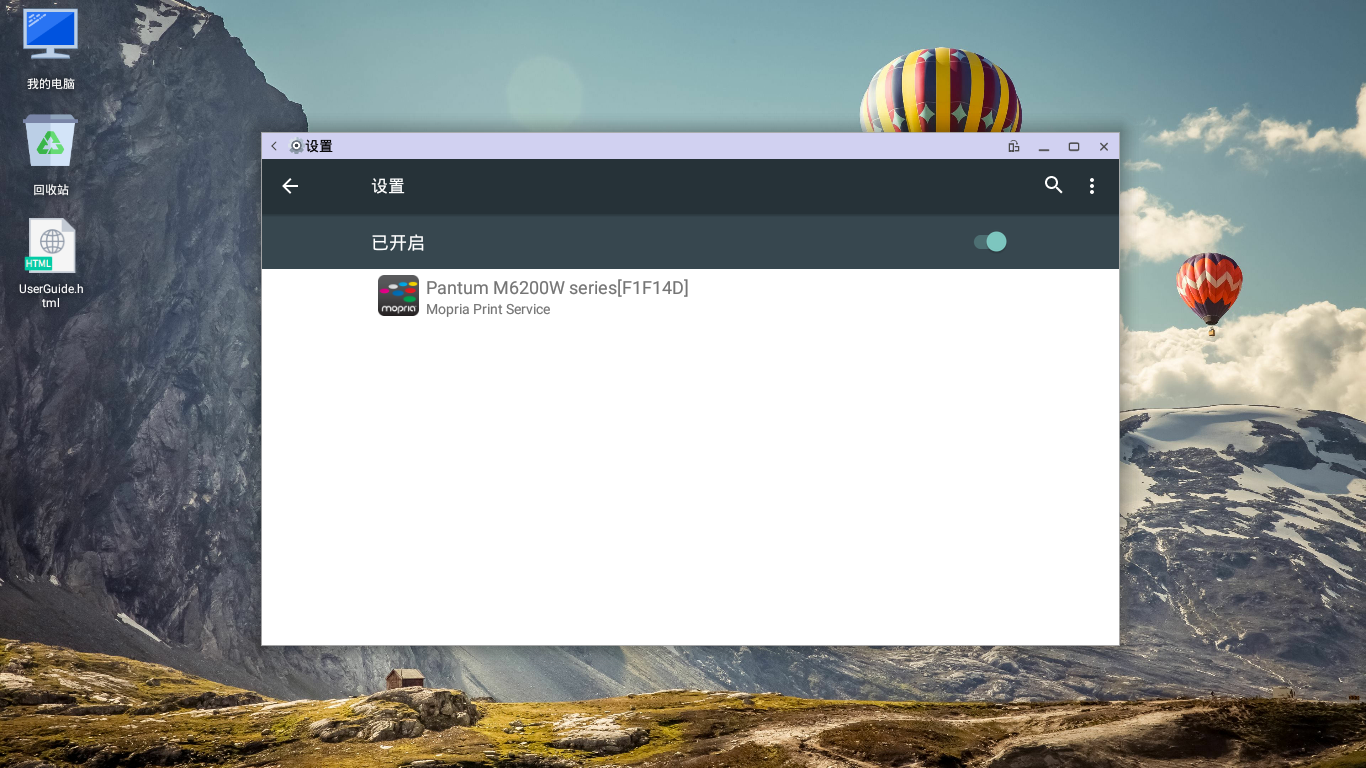 我的电脑
回收站
HTML
UserGuide.h
tml
设置
设置
已开启
Pantum M6200W series[F1F14D]
mopria
Mopria Print Service